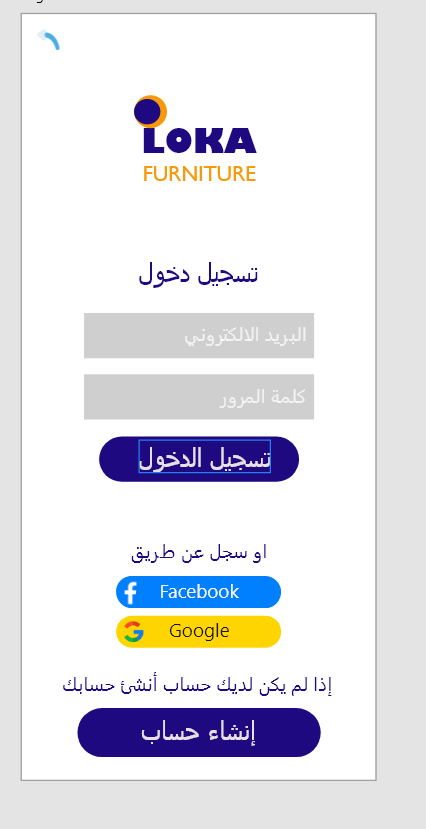 LOKA
FURNITURE
تسجيل دخول
البريد الالكتروني
كلمة المرور
تسجيل الدخول
او سجل عن طريق
Facebook
Google
إذا لم يكن لديك حساب أنشئ حسابك
إنشاء حساب